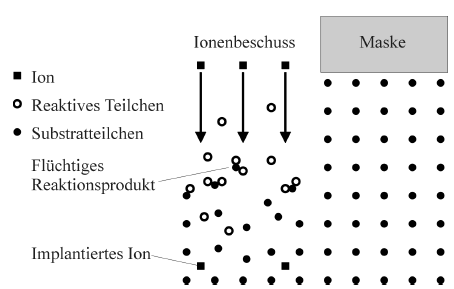 Ionenbeschuss
Maske
Ion
Reaktives Teilchen
Substratteilchen
Flüchtiges
Reaktionsprodukt
Implantiertes Ion